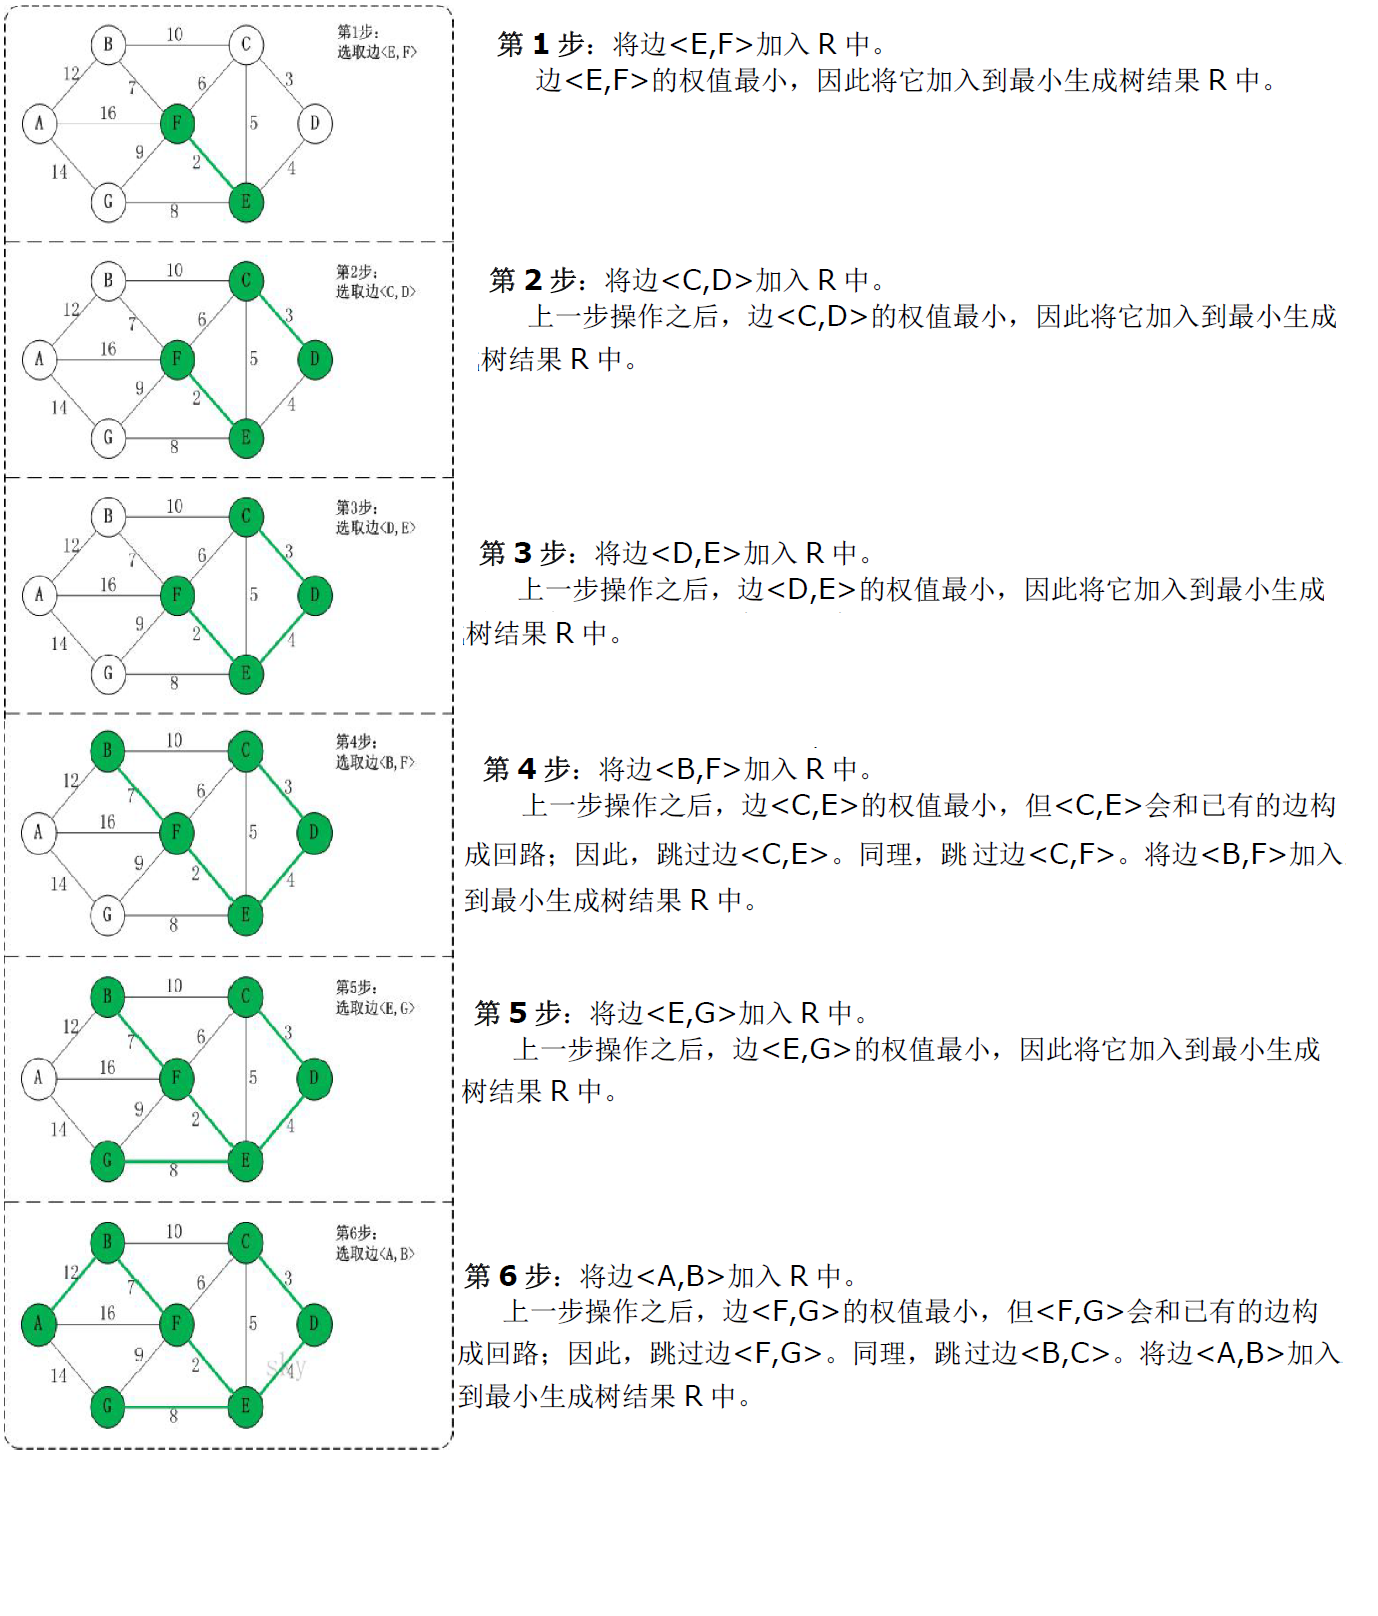 第1步:
选取边<E,F>
B 10 C
12 7 6 3
A 16 F 5 D
14 9 2 4
G 8 E
第 1 步：将边<E,F>加入 R 中。
边<E,F>的权值最小，因此将它加入到最小生成树结果 R 中。
第2步:
选取边<C,D>
B 10 C
12 7 6 3
A 16 F 5 D
14 9 2 4
G 8 E
第 2 步：将边<C,D>加入 R 中。
上一步操作之后，边<C,D>的权值最小，因此将它加入到最小生成
树结果 R 中。
第3步:
选取边<D,E>
B 10 C
12 7 6 3
A 16 F 5 D
14 9 2 4
G 8 E
第 3 步：将边<D,E>加入 R 中。
上一步操作之后，边<D,E>的权值最小，因此将它加入到最小生成
树结果 R 中。
第4步:
选取边<B,F>
B 10 C
12 7 6 3
A 16 F 5 D
14 9 2 4
G 8 E
第 4 步：将边<B,F>加入 R 中。
上一步操作之后，边<C,E>的权值最小，但<C,E>会和已有的边构
成回路；因此，跳过边<C,E>。同理，跳过边<C,F>。将边<B,F>加入
到最小生成树结果 R 中。
第5步:
选取边<E,G>
B 10 C
12 7 6 3
A 16 F 5 D
14 9 2 4
G 8 E
第 5 步：将边<E,G>加入 R 中。
上一步操作之后，边<E,G>的权值最小，因此将它加入到最小生成
树结果 R 中。
第6步:
选取边<A,B>
B 10 C
12 7 6 3
A 16 F 5 D
14 9 2 4
sky
G 8 E
第 6 步：将边<A,B>加入 R 中。
上一步操作之后，边<F,G>的权值最小，但<F,G>会和已有的边构
成回路；因此，跳过边<F,G>。同理，跳过边<B,C>。将边<A,B>加入
到最小生成树结果 R 中。